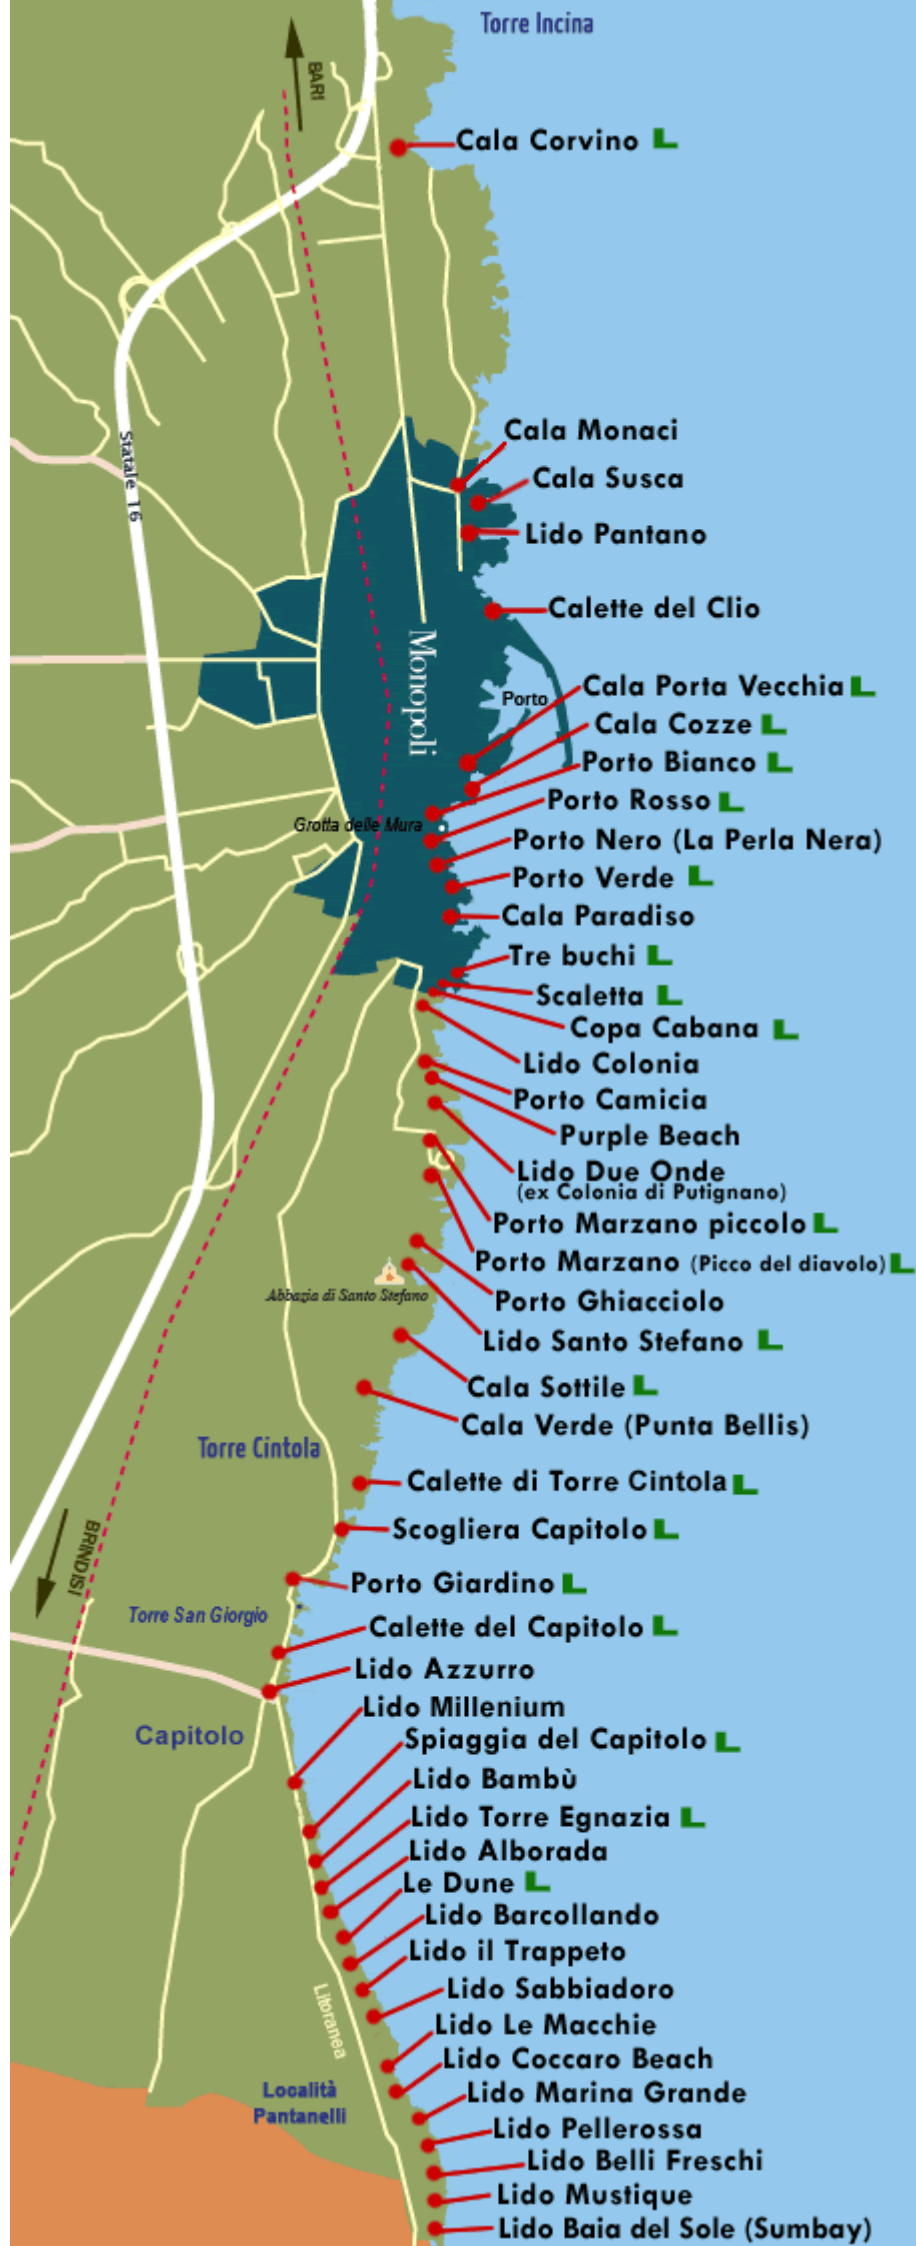 Torre Incina
BARI
Cala Corvino L
Statale 16
Cala Monaci
Cala Susca
Lido Pantano
Calette del Clio
Monopoli
Cala Porta Vecchia L
Porto
Cala Cozze L
Porto Bianco L
Porto Rosso L
Grotta delle Mura
Porto Nero (La Perla Nera)
Porto Verde L
Cala Paradiso
Tre buchi L
Scaletta L
Copa Cabana L
Lido Colonia
Porto Camicia
Purple Beach
Lido Due Onde
(ex Colonia di Putignano)
Porto Marzano piccolo L
Porto Marzano (Picco del diavolo) L
Abbazia di Santo Stefano
Porto Ghiacciolo
Lido Santo Stefano L
Cala Sottile L
Cala Verde (Punta Bellis)
Torre Cintola
Calette di Torre Cintola L
Scogliera Capitolo L
BRINDISI
Porto Giardino L
Torre San Giorgio
Calette del Capitolo L
Lido Azzurro
Lido Millenium
Capitolo
Spiaggia del Capitolo L
Lido Bambù
Lido Torre Egnazia L
Lido Alborada
Le Dune L
Lido Barcollando
Lido il Trappeto
Lido Sabbiadoro
Litoranea
Lido Le Macchie
Lido Coccaro Beach
Località
Pantanelli
Lido Marina Grande
Lido Pellerossa
Lido Belli Freschi
Lido Mustique
Lido Baia del Sole (Sumbay)